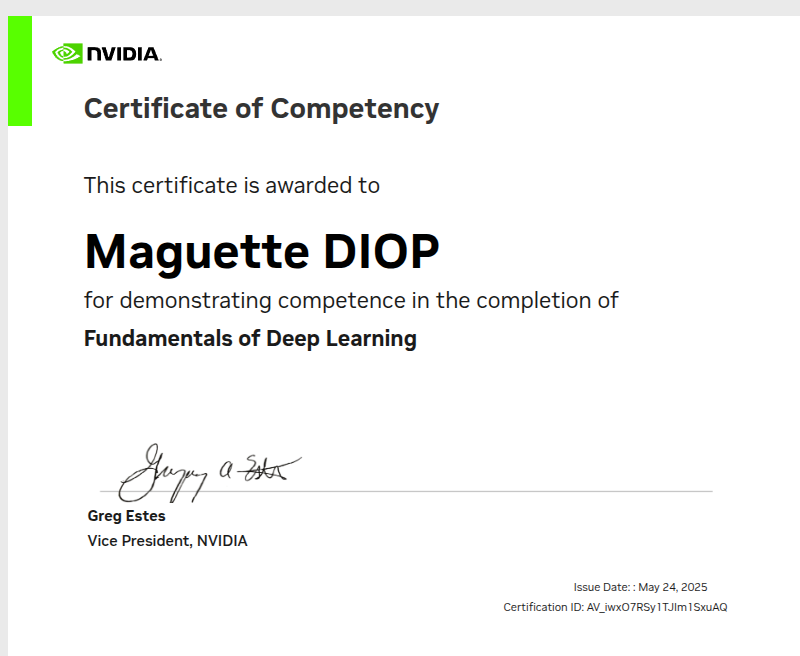 NVIDIA.
Certificate of Competency
This certificate is awarded to
Maguette DIOP
for demonstrating competence in the completion of
Fundamentals of Deep Learning
Gregory A Estes
Greg Estes
Vice President, NVIDIA
Issue Date: : May 24, 2025
Certification ID: AV_iwxO7RSy1TJIm1SxuAQ